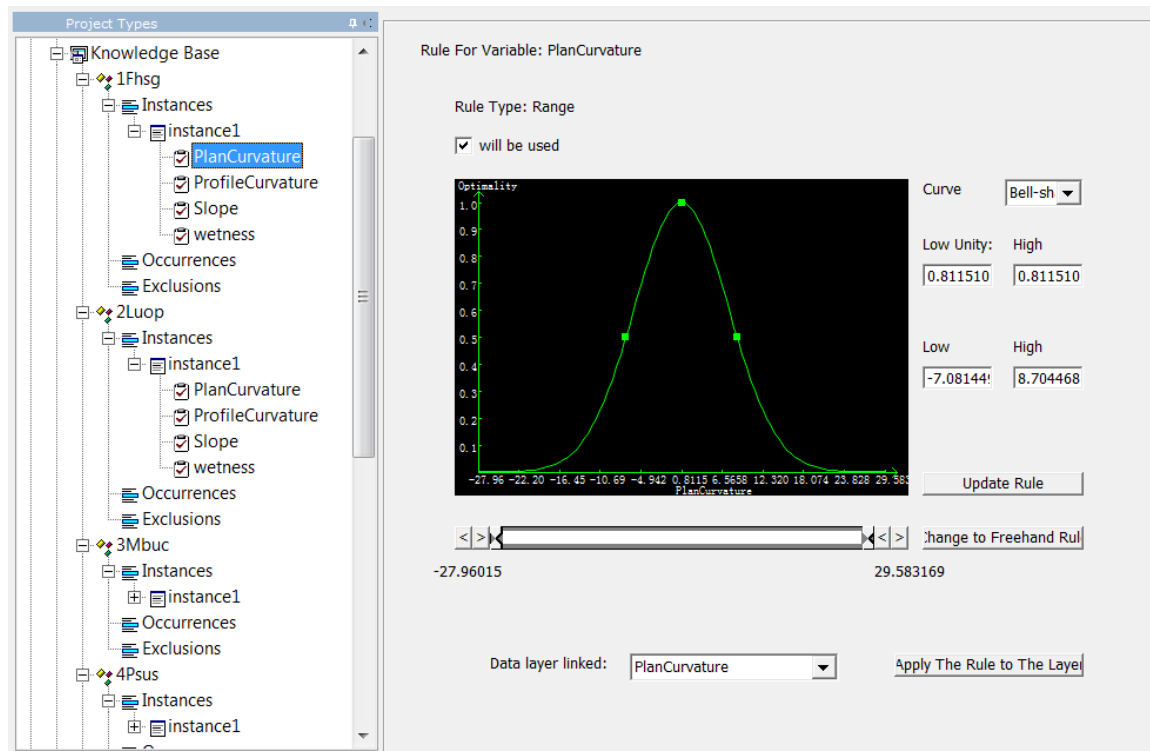 Project Types
Knowledge Base
1Fhsg
Instances
instance1
PlanCurvature
ProfileCurvature
Slope
wetness
Occurrences
Exclusions
2Luop
Instances
instance1
PlanCurvature
ProfileCurvature
Slope
wetness
Occurrences
Exclusions
3Mbuc
Instances
instance1
Occurrences
Exclusions
4Psus
Instances
instance1
Rule For Variable: PlanCurvature
Rule Type: Range
will be used
Optimality
1.0
0.9
0.8
0.7
0.6
0.5
0.4
0.3
0.2
0.1
-27.96 -22.20 -16.45 -10.69 -4.942 0.8115 6.5658 12.320 18.074 23.828 29.583
PlanCurvature
Curve Bell-sh
Low Unity: High
0.811510 0.811510
Low High
-7.08144 8.704468
Update Rule
< > < > Change to Freehand Rul
-27.96015 29.583169
Data layer linked: PlanCurvature Apply The Rule to The Layer